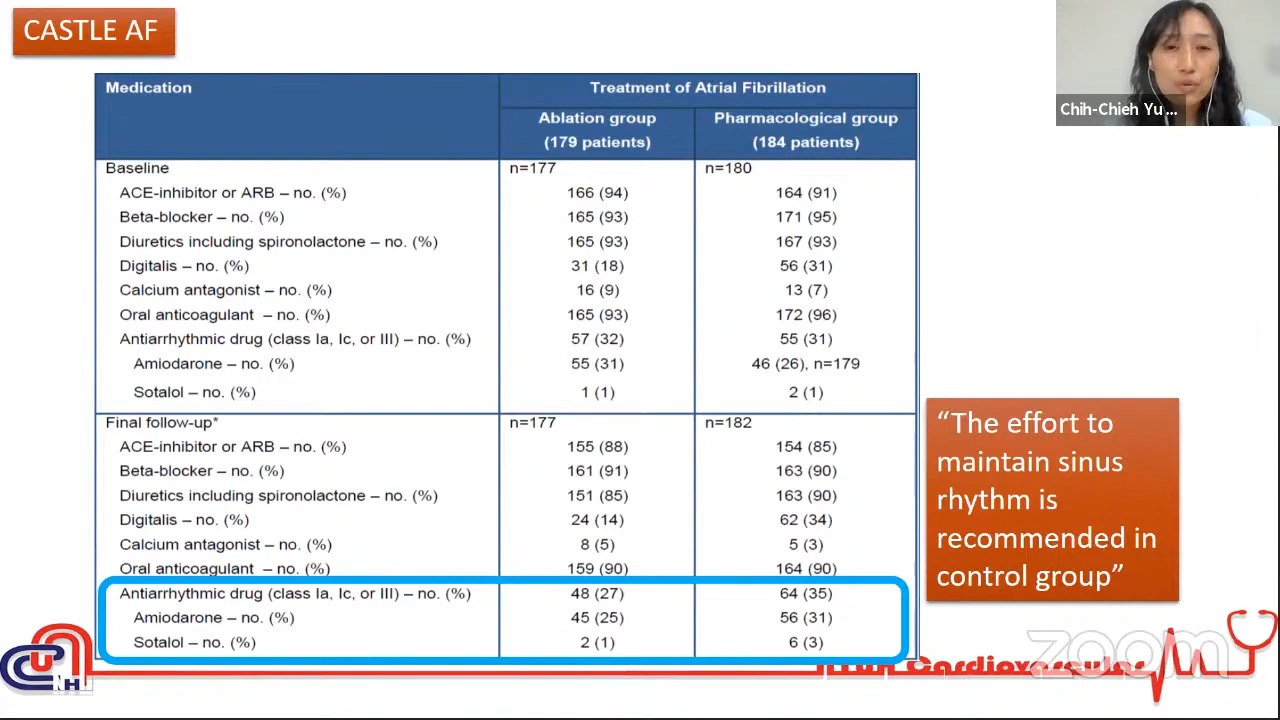 CASTLE AF
Chih-Chieh Yu ...
Medication Treatment of Atrial Fibrillation
Ablation group Pharmacological group
(179 patients) (184 patients)
Baseline n=177 n=180
ACE-inhibitor or ARB – no. (%) 166 (94) 164 (91)
Beta-blocker – no. (%) 165 (93) 171 (95)
Diuretics including spironolactone – no. (%) 165 (93) 167 (93)
Digitalis – no. (%) 31 (18) 56 (31)
Calcium antagonist – no. (%) 16 (9) 13 (7)
Oral anticoagulant – no. (%) 165 (93) 172 (96)
Antiarrhythmic drug (class Ia, Ic, or III) – no. (%) 57 (32) 55 (31)
Amiodarone – no. (%) 55 (31) 46 (26), n=179
Sotalol – no. (%) 1 (1) 2 (1)
Final follow-up* n=177 n=182
ACE-inhibitor or ARB – no. (%) 155 (88) 154 (85)
Beta-blocker – no. (%) 161 (91) 163 (90)
Diuretics including spironolactone – no. (%) 151 (85) 163 (90)
Digitalis – no. (%) 24 (14) 62 (34)
Calcium antagonist – no. (%) 8 (5) 5 (3)
Oral anticoagulant – no. (%) 159 (90) 164 (90)
Antiarrhythmic drug (class Ia, Ic, or III) – no. (%) 48 (27) 64 (35)
Amiodarone – no. (%) 45 (25) 56 (31)
Sotalol – no. (%) 2 (1) 6 (3)
“The effort to
maintain sinus
rhythm is
recommended in
control group”
zoom
Cardiovascular